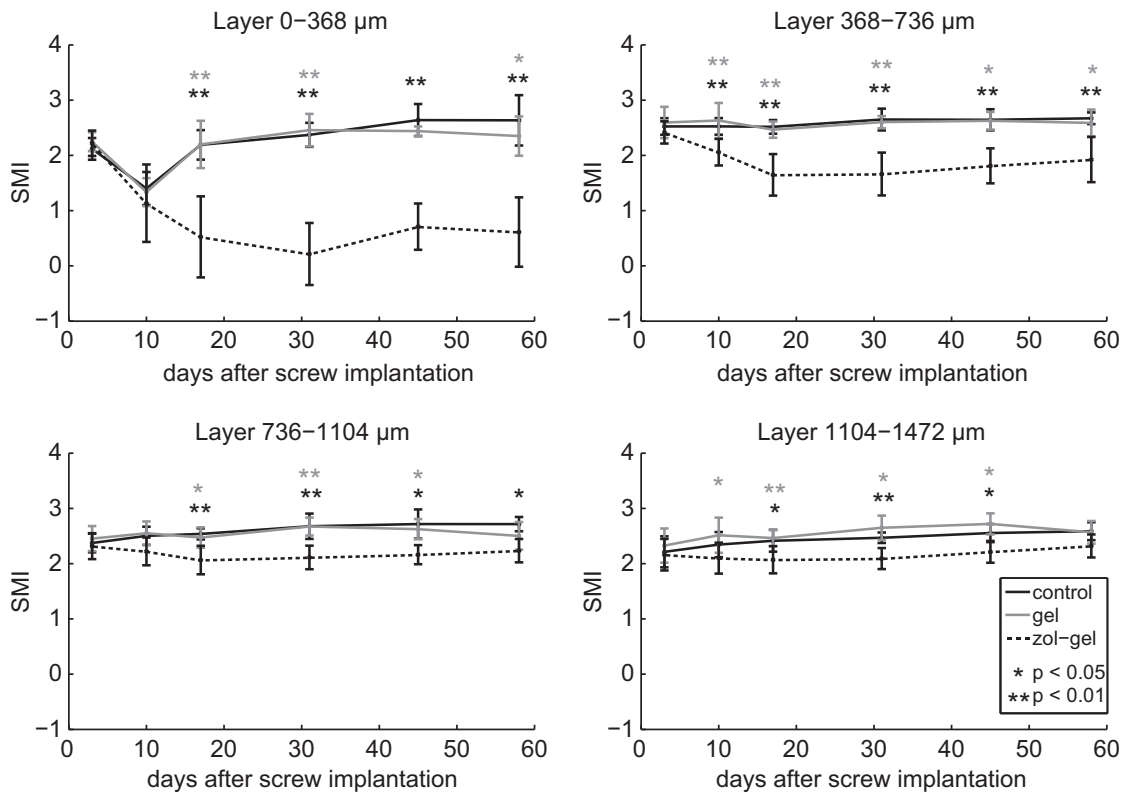 Layer 0−368 µm
** ** * 
** ** ** **
4
3
2
1
0
−1
SMI
0 10 20 30 40 50 60
days after screw implantation
Layer 368−736 µm
** ** ** * *
** ** ** ** **
4
3
2
1
0
−1
SMI
0 10 20 30 40 50 60
days after screw implantation
Layer 736−1104 µm
* ** *
** ** * *
4
3
2
1
0
−1
SMI
0 10 20 30 40 50 60
days after screw implantation
Layer 1104−1472 µm
* ** * *
* ** *
4
3
2
1
0
−1
SMI
0 10 20 30 40 50 60
days after screw implantation
control
gel
zol−gel
* p < 0.05
** p < 0.01